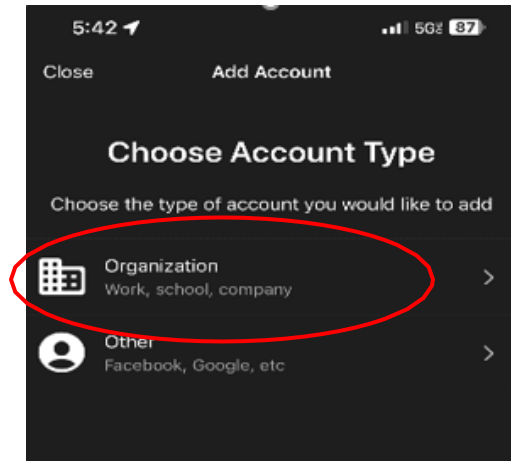 5:42
5G 87
Close
Add Account
Choose Account Type
Choose the type of account you would like to add
Organization
Work, school, company
Other
Facebook, Google, etc